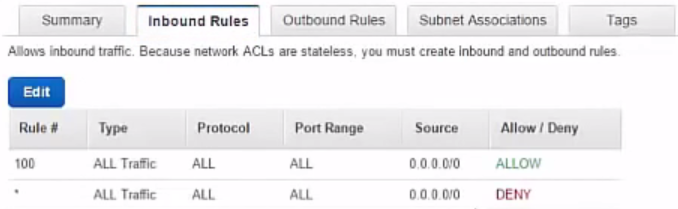 Summary Inbound Rules Outbound Rules Subnet Associations Tags
Allows inbound traffic. Because network ACLs are stateless, you must create inbound and outbound rules.
Edit
Rule # Type Protocol Port Range Source Allow / Deny
100 ALL Traffic ALL ALL 0.0.0.0/0 ALLOW
* ALL Traffic ALL ALL 0.0.0.0/0 DENY